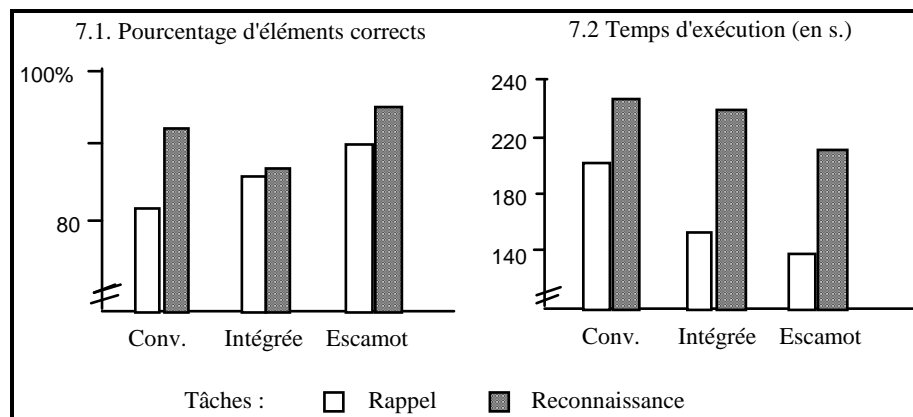 7.1. Pourcentage d'éléments corrects
100%
80
Conv. Intégrée Escamot
7.2 Temps d'exécution (en s.)
240
220
180
140
Conv. Intégrée Escamot
Tâches : Rappel Reconnaissance